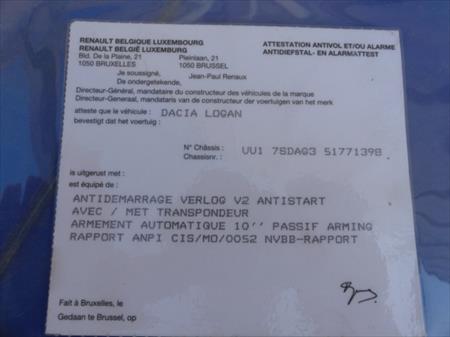 RENAULT BELGIQUE LUXEMBOURG
RENAULT BELGIË LUXEMBURG
Bld. De la Plaine, 21 Pleinlaan, 21
1050 BRUXELLES 1050 BRUSSEL
ATTESTATION ANTIVOL ET/OU ALARME
ANTIDIEFSTAL- EN ALARMATTEST
Je soussigné,
De ondergetekende, Jean-Paul Renaux
Directeur-Général, mandataire du constructeur des véhicules de la marque
Directeur-Generaal, mandataris van de constructeur der voertuigen van het merk
atteste que le véhicule : DACIA LOGAN
bevestigt dat het voertuig :
N° Châssis : UU1 7SDAG3 51771398
Chassisnr. :
is uitgerust met :
est équipé de :
ANTIDEMARRAGE VERLOG V2 ANTISTART
AVEC / MET TRANSPONDEUR
ARMEMENT AUTOMATIQUE 10'' PASSIF ARMING
RAPPORT ANPI CIS/MO/0052 NVBB-RAPPORT
Fait à Bruxelles, le
Gedaan te Brussel, op